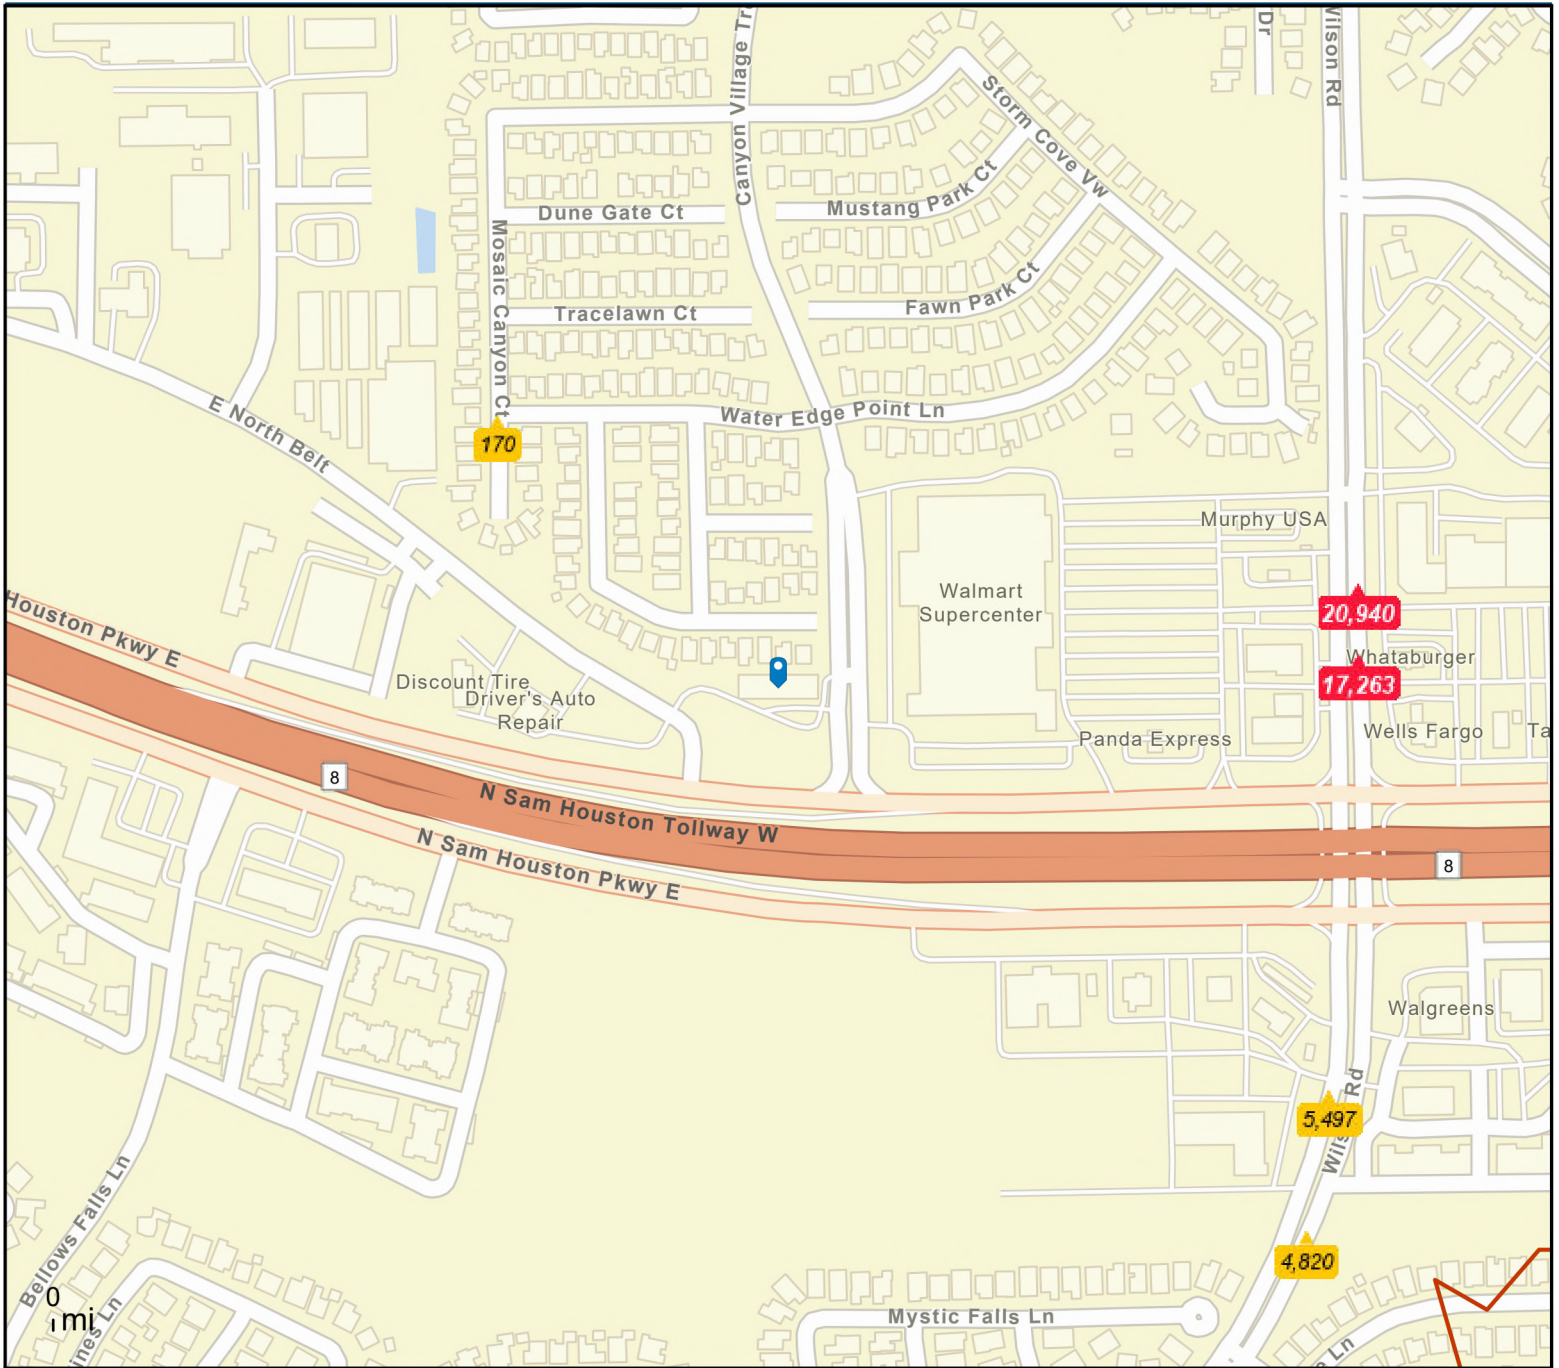 Canyon Village Tr
Dr
Wilson Rd
Storm Cove Vw
Mustang Park Ct
Dune Gate Ct
Mosaic Canyon Ct
Fawn Park Ct
Tracelawn Ct
E North Belt
Water Edge Point Ln
170
Murphy USA
Walmart
Supercenter
Houston Pkwy E
20,940
Whataburger
17,263
Discount Tire
Driver's Auto
Repair
Wells Fargo
Ta
Panda Express
8
N Sam Houston Tollway W
N Sam Houston Pkwy E
8
Walgreens
Rd
5,497
Wils
Bellows Falls Ln
4,820
0
mi
ines Ln
Mystic Falls Ln
e Ln